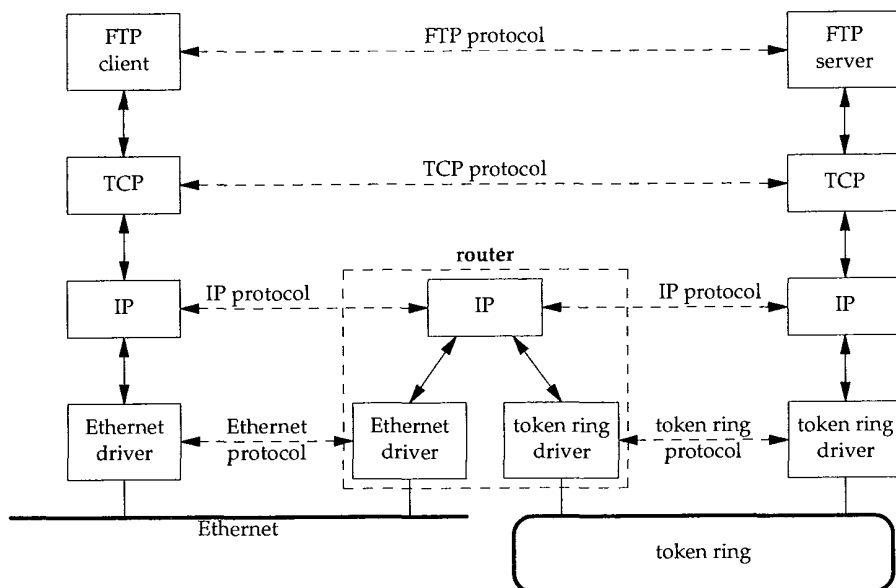 FTP
client
FTP protocol
FTP
server
TCP
TCP protocol
TCP
router
IP
IP protocol
IP
IP protocol
IP
Ethernet
driver
Ethernet
protocol
Ethernet
driver
token ring
driver
token ring
protocol
token ring
driver
Ethernet
token ring